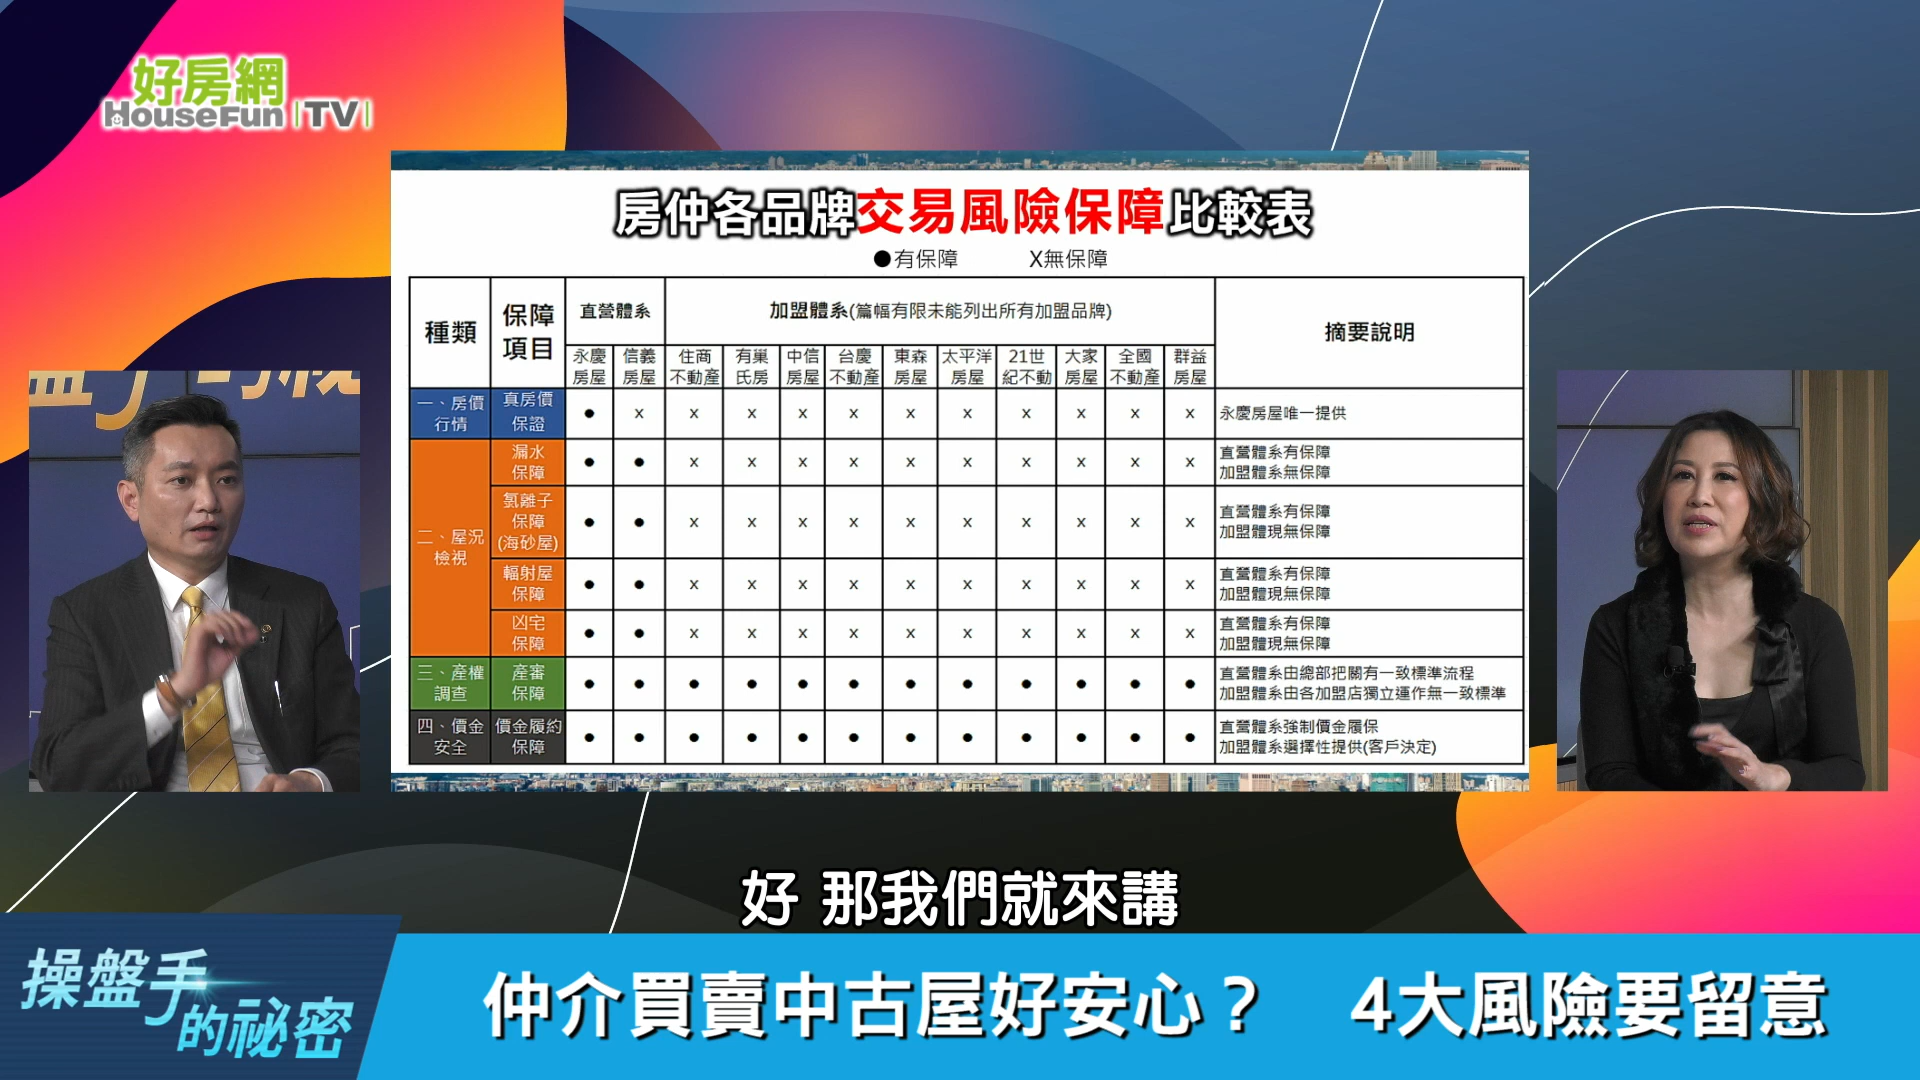 好房網
HouseFun TV
房仲各品牌交易風險保障比較表
●有保障 X無保障
種類 保障項目 直營體系 加盟體系(篇幅有限未能列出所有加盟品牌) 摘要說明
永慶房屋 信義房屋 住商不動產 有巢氏房 中信房屋 台慶不動產 東森房屋 太平洋房屋 21世紀不動 大家房屋 全國不動產 群益房屋
一、房價行情 真房價保證 ● x x x x x x x x x x x 永慶房屋唯一提供
二、屋況檢視
漏水保障 ● ● x x x x x x x x x x 直營體系有保障
加盟體系無保障
氯離子保障(海砂屋) ● ● x x x x x x x x x x 直營體系有保障
加盟體現無保障
輻射屋保障 ● ● x x x x x x x x x x 直營體系有保障
加盟體現無保障
凶宅保障 ● ● x x x x x x x x x x 直營體系有保障
加盟體現無保障
三、產權調查 產審保障 ● ● ● ● ● ● ● ● ● ● ● ● 直營體系由總部把關有一致標準流程
加盟體系由各加盟店獨立運作無一致標準
四、價金安全 價金履約保障 ● ● ● ● ● ● ● ● ● ● ● ● 直營體系強制價金履保
加盟體系選擇性提供(客戶決定)
好 那我們就來講
操盤手的祕密
仲介買賣中古屋好安心？ 4大風險要留意